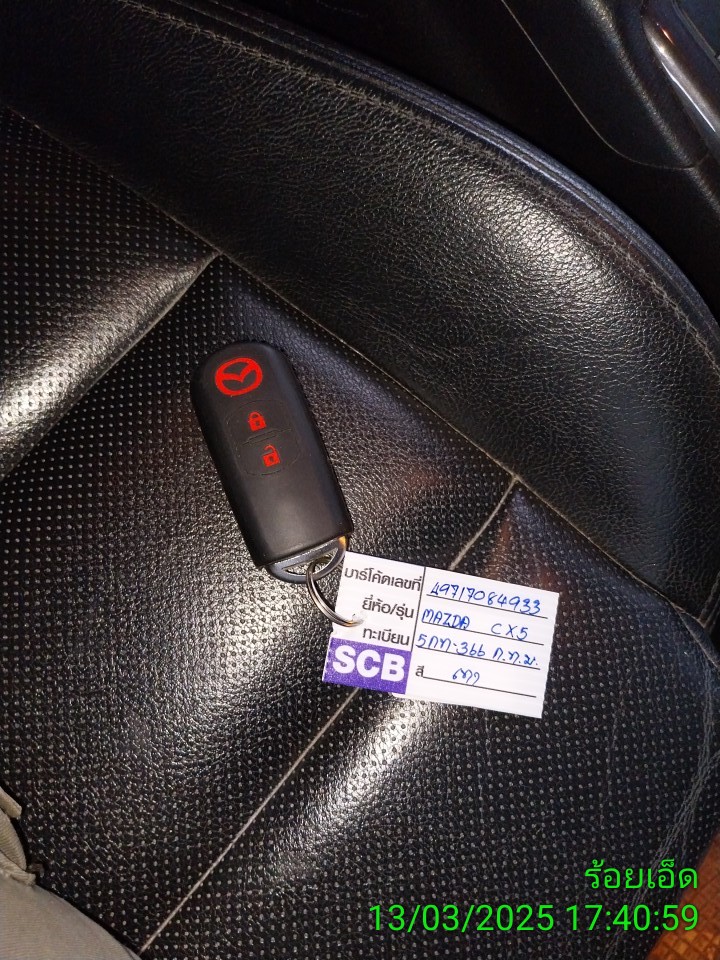 บาร์โค้ดเลขที่ 49717084933
ยี่ห้อ/รุ่น MAZDA CX5
ทะเบียน 5กท-366 ก.ท.ม.
SCB สี เทา
ร้อยเอ็ด
13/03/2025 17:40:59